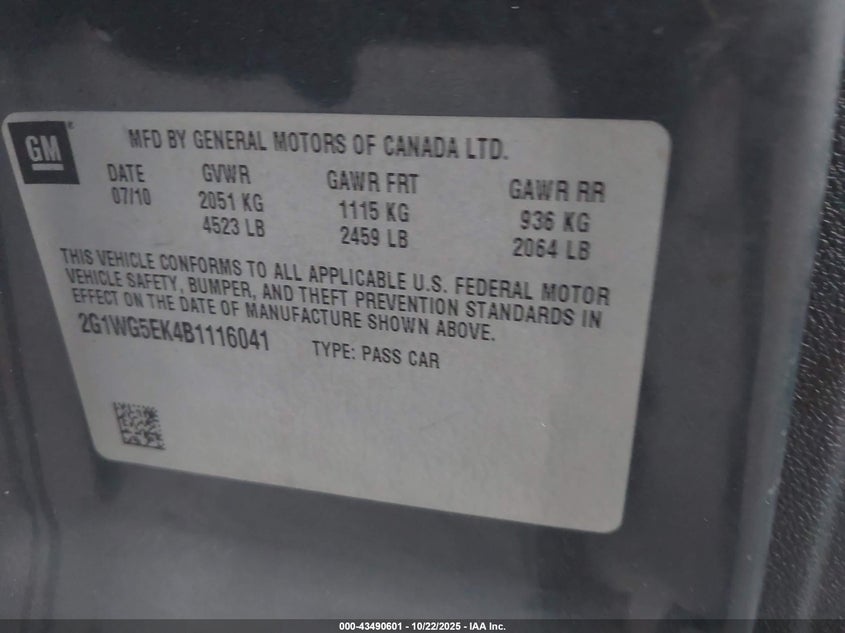 GM®
MFD BY GENERAL MOTORS OF CANADA LTD.
DATE GVWR GAWR FRT GAWR RR
07/10 2051 KG 1115 KG 936 KG
4523 LB 2459 LB 2064 LB
THIS VEHICLE CONFORMS TO ALL APPLICABLE U.S. FEDERAL MOTOR
VEHICLE SAFETY, BUMPER, AND THEFT PREVENTION STANDARDS IN
EFFECT ON THE DATE OF MANUFACTURE SHOWN ABOVE.
2G1WG5EK4B1116041 TYPE: PASS CAR
000-43490601 - 10/22/2025 - IAA Inc.